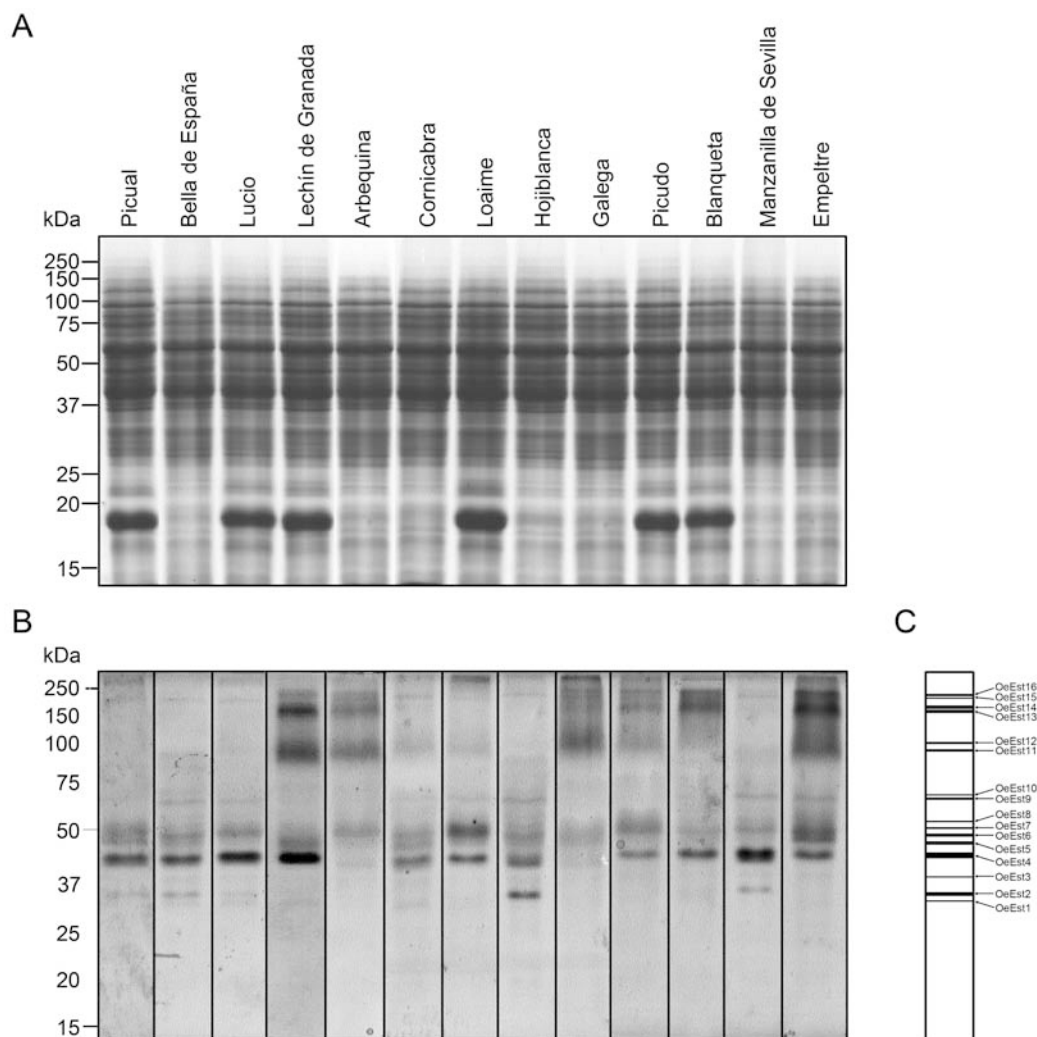 A
Picual
Bella de España
Lucio
Lechín de Granada
Arbequina
Cornicabra
Loaime
Hojiblanca
Galega
Picudo
Blanqueta
Manzanilla de Sevilla
Empeltre
kDa
250
150
100
75
50
37
25
20
15
B
kDa
250
150
100
75
50
37
25
20
15
C
OeEst16
OeEst15
OeEst14
OeEst13
OeEst12
OeEst11
OeEst10
OeEst9
OeEst8
OeEst7
OeEst6
OeEst5
OeEst4
OeEst3
OeEst2
OeEst1